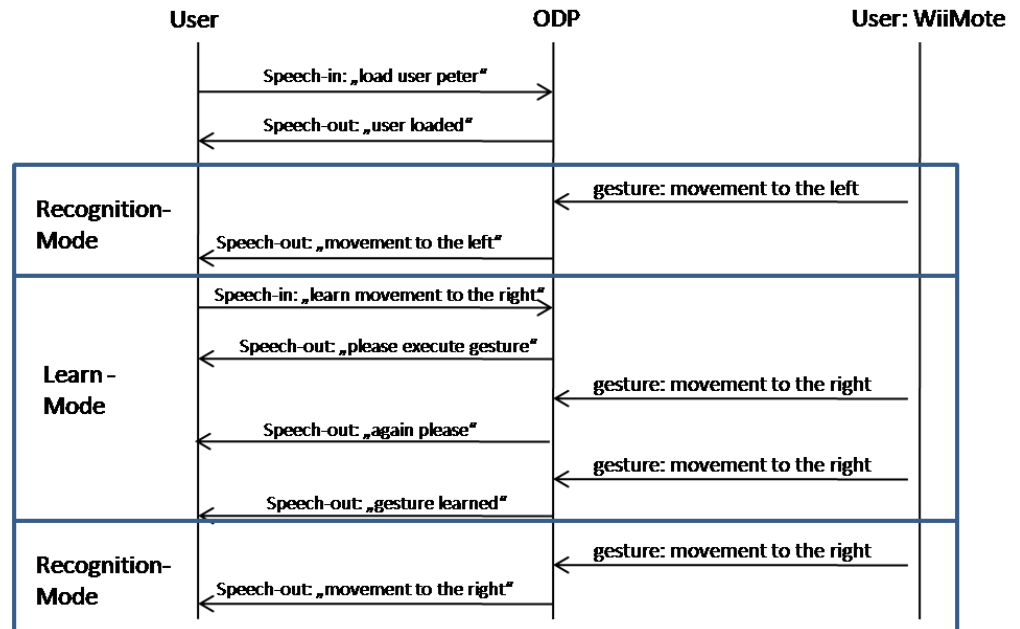 User
ODP
User: WiiMote
Speech-in: „load user peter“
Speech-out: „user loaded“
gesture: movement to the left
Recognition-
Mode
Speech-out: „movement to the left“
Speech-in: „learn movement to the right“
Speech-out: „please execute gesture“
Learn -
Mode
gesture: movement to the right
Speech-out: „again please“
gesture: movement to the right
Speech-out: „gesture learned“
gesture: movement to the right
Recognition-
Mode
Speech-out: „movement to the right“